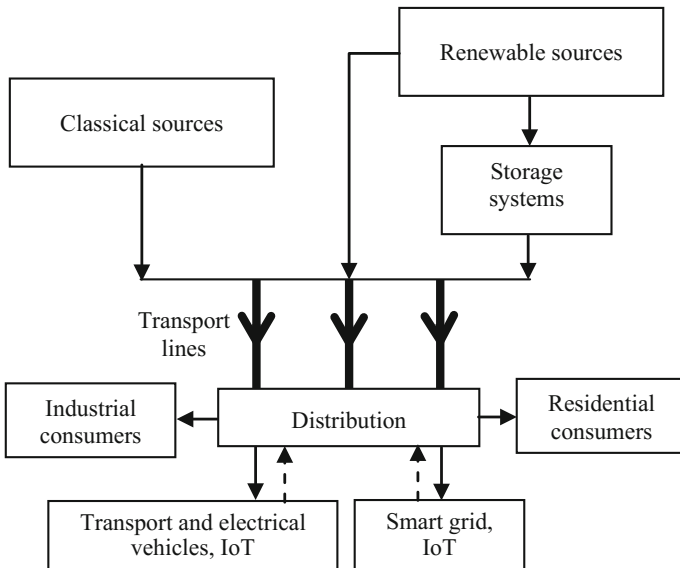 Renewable sources
Classical sources
Storage
systems
Transport
lines
Industrial
consumers
Distribution
Residential
consumers
Transport and electrical
vehicles, IoT
Smart grid,
IoT